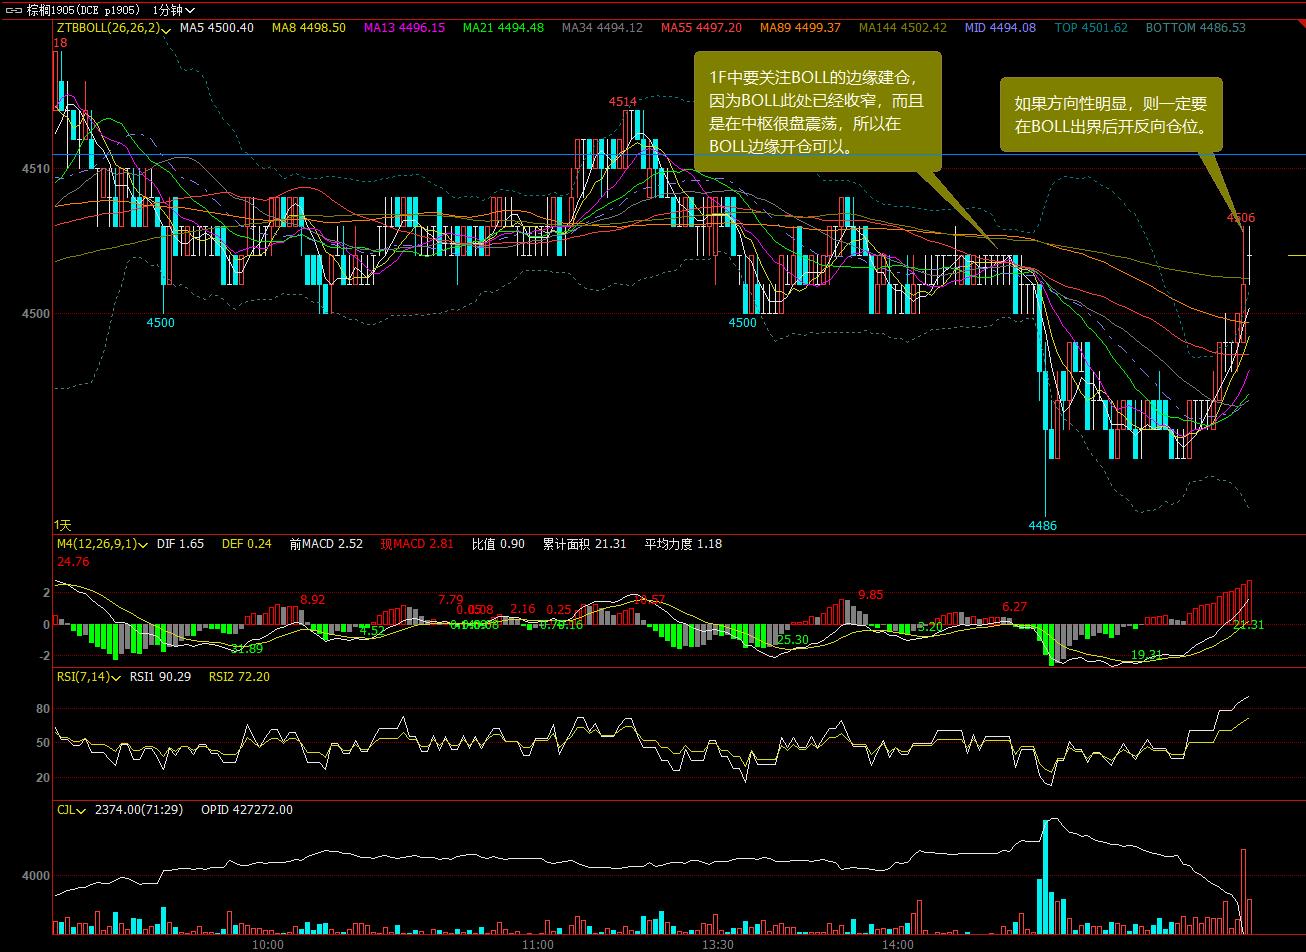 棕榈1905(DCE p1905) 1分钟
ZTBBOLL(26,26,2) MA5 4500.40 MA8 4498.50 MA13 4496.15 MA21 4494.48 MA34 4494.12 MA55 4497.20 MA89 4499.37 MA144 4502.42 MID 4494.08 TOP 4501.62 BOTTOM 4486.53
18
1F中要关注BOLL的边缘建仓，
因为BOLL此处已经收窄，而且
是在中枢很盘震荡，所以在
BOLL边缘开仓可以。
如果方向性明显，则一定要
在BOLL出界后开反向仓位。
4514
4510
4506
4500
4500
4500
4486
1天
M4(12,26,9,1) DIF 1.65 DEF 0.24 前MACD 2.52 现MACD 2.81 比值 0.90 累计面积 21.31 平均力度 1.18
24.76
2
0
-2
8.92
7.79
2.16
0.25
9.85
6.27
31.89
4.52
25.30
3.20
19.31
21.31
RSI(7,14) RSI1 90.29 RSI2 72.20
80
50
20
CJL 2374.00(71:29) OPID 427272.00
4000
10:00
11:00
13:30
14:00